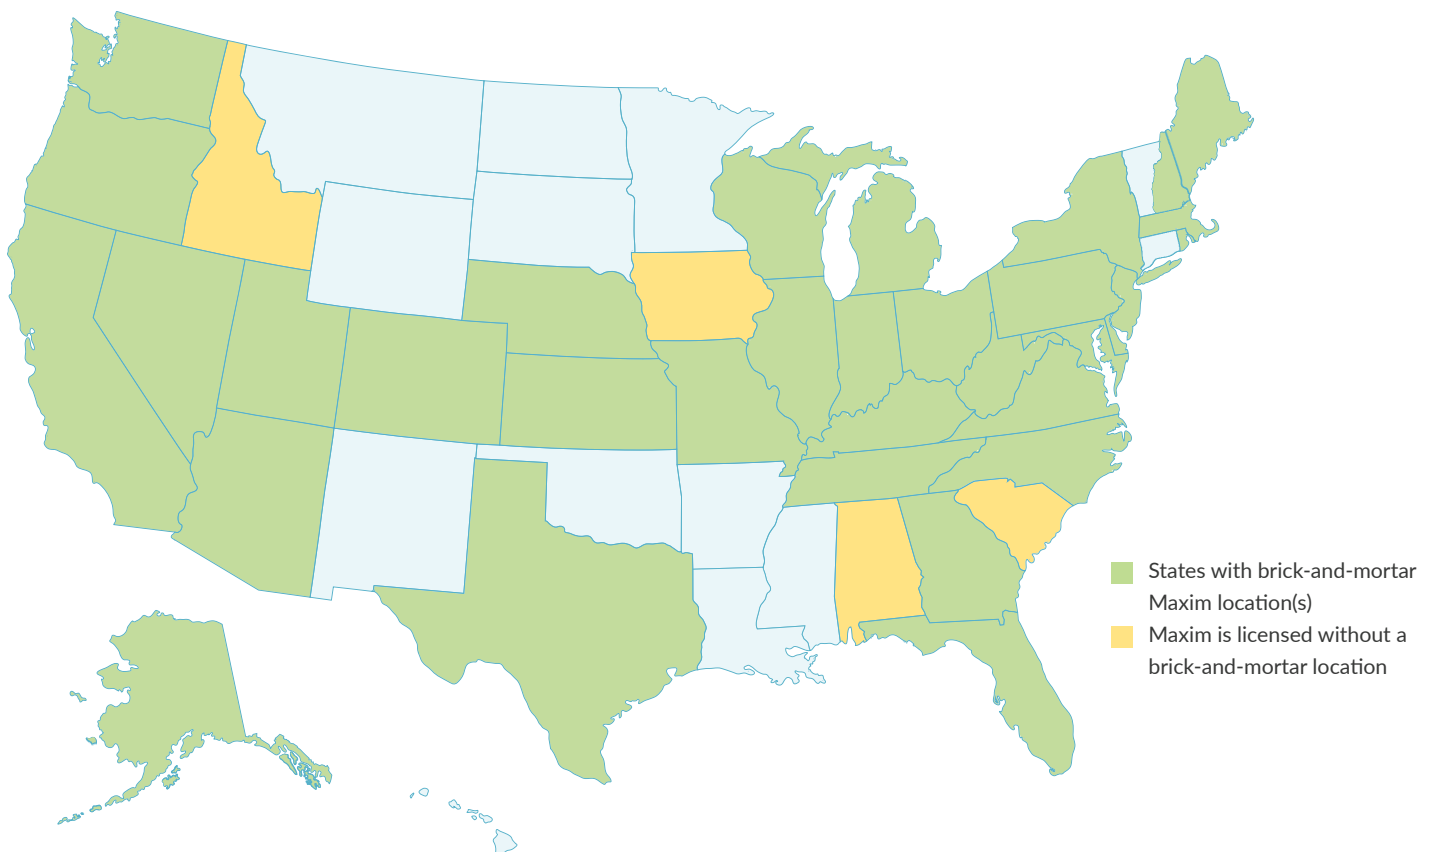 States with brick-and-mortar
Maxim location(s)
Maxim is licensed without a
brick-and-mortar location